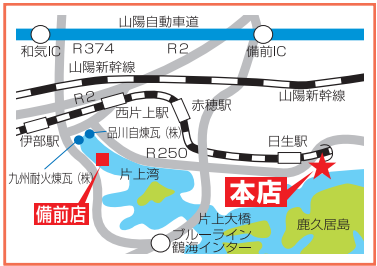 山陽自動車道
和気IC
R374
R2
備前IC
山陽新幹線
山陽新幹線
R2
西片上駅
赤穂駅
伊部駅
品川白煉瓦(株)
日生駅
R250
九州耐火煉瓦(株)
片上湾
本店
備前店
片上大橋
鹿久居島
ブルーライン
鶴海インター